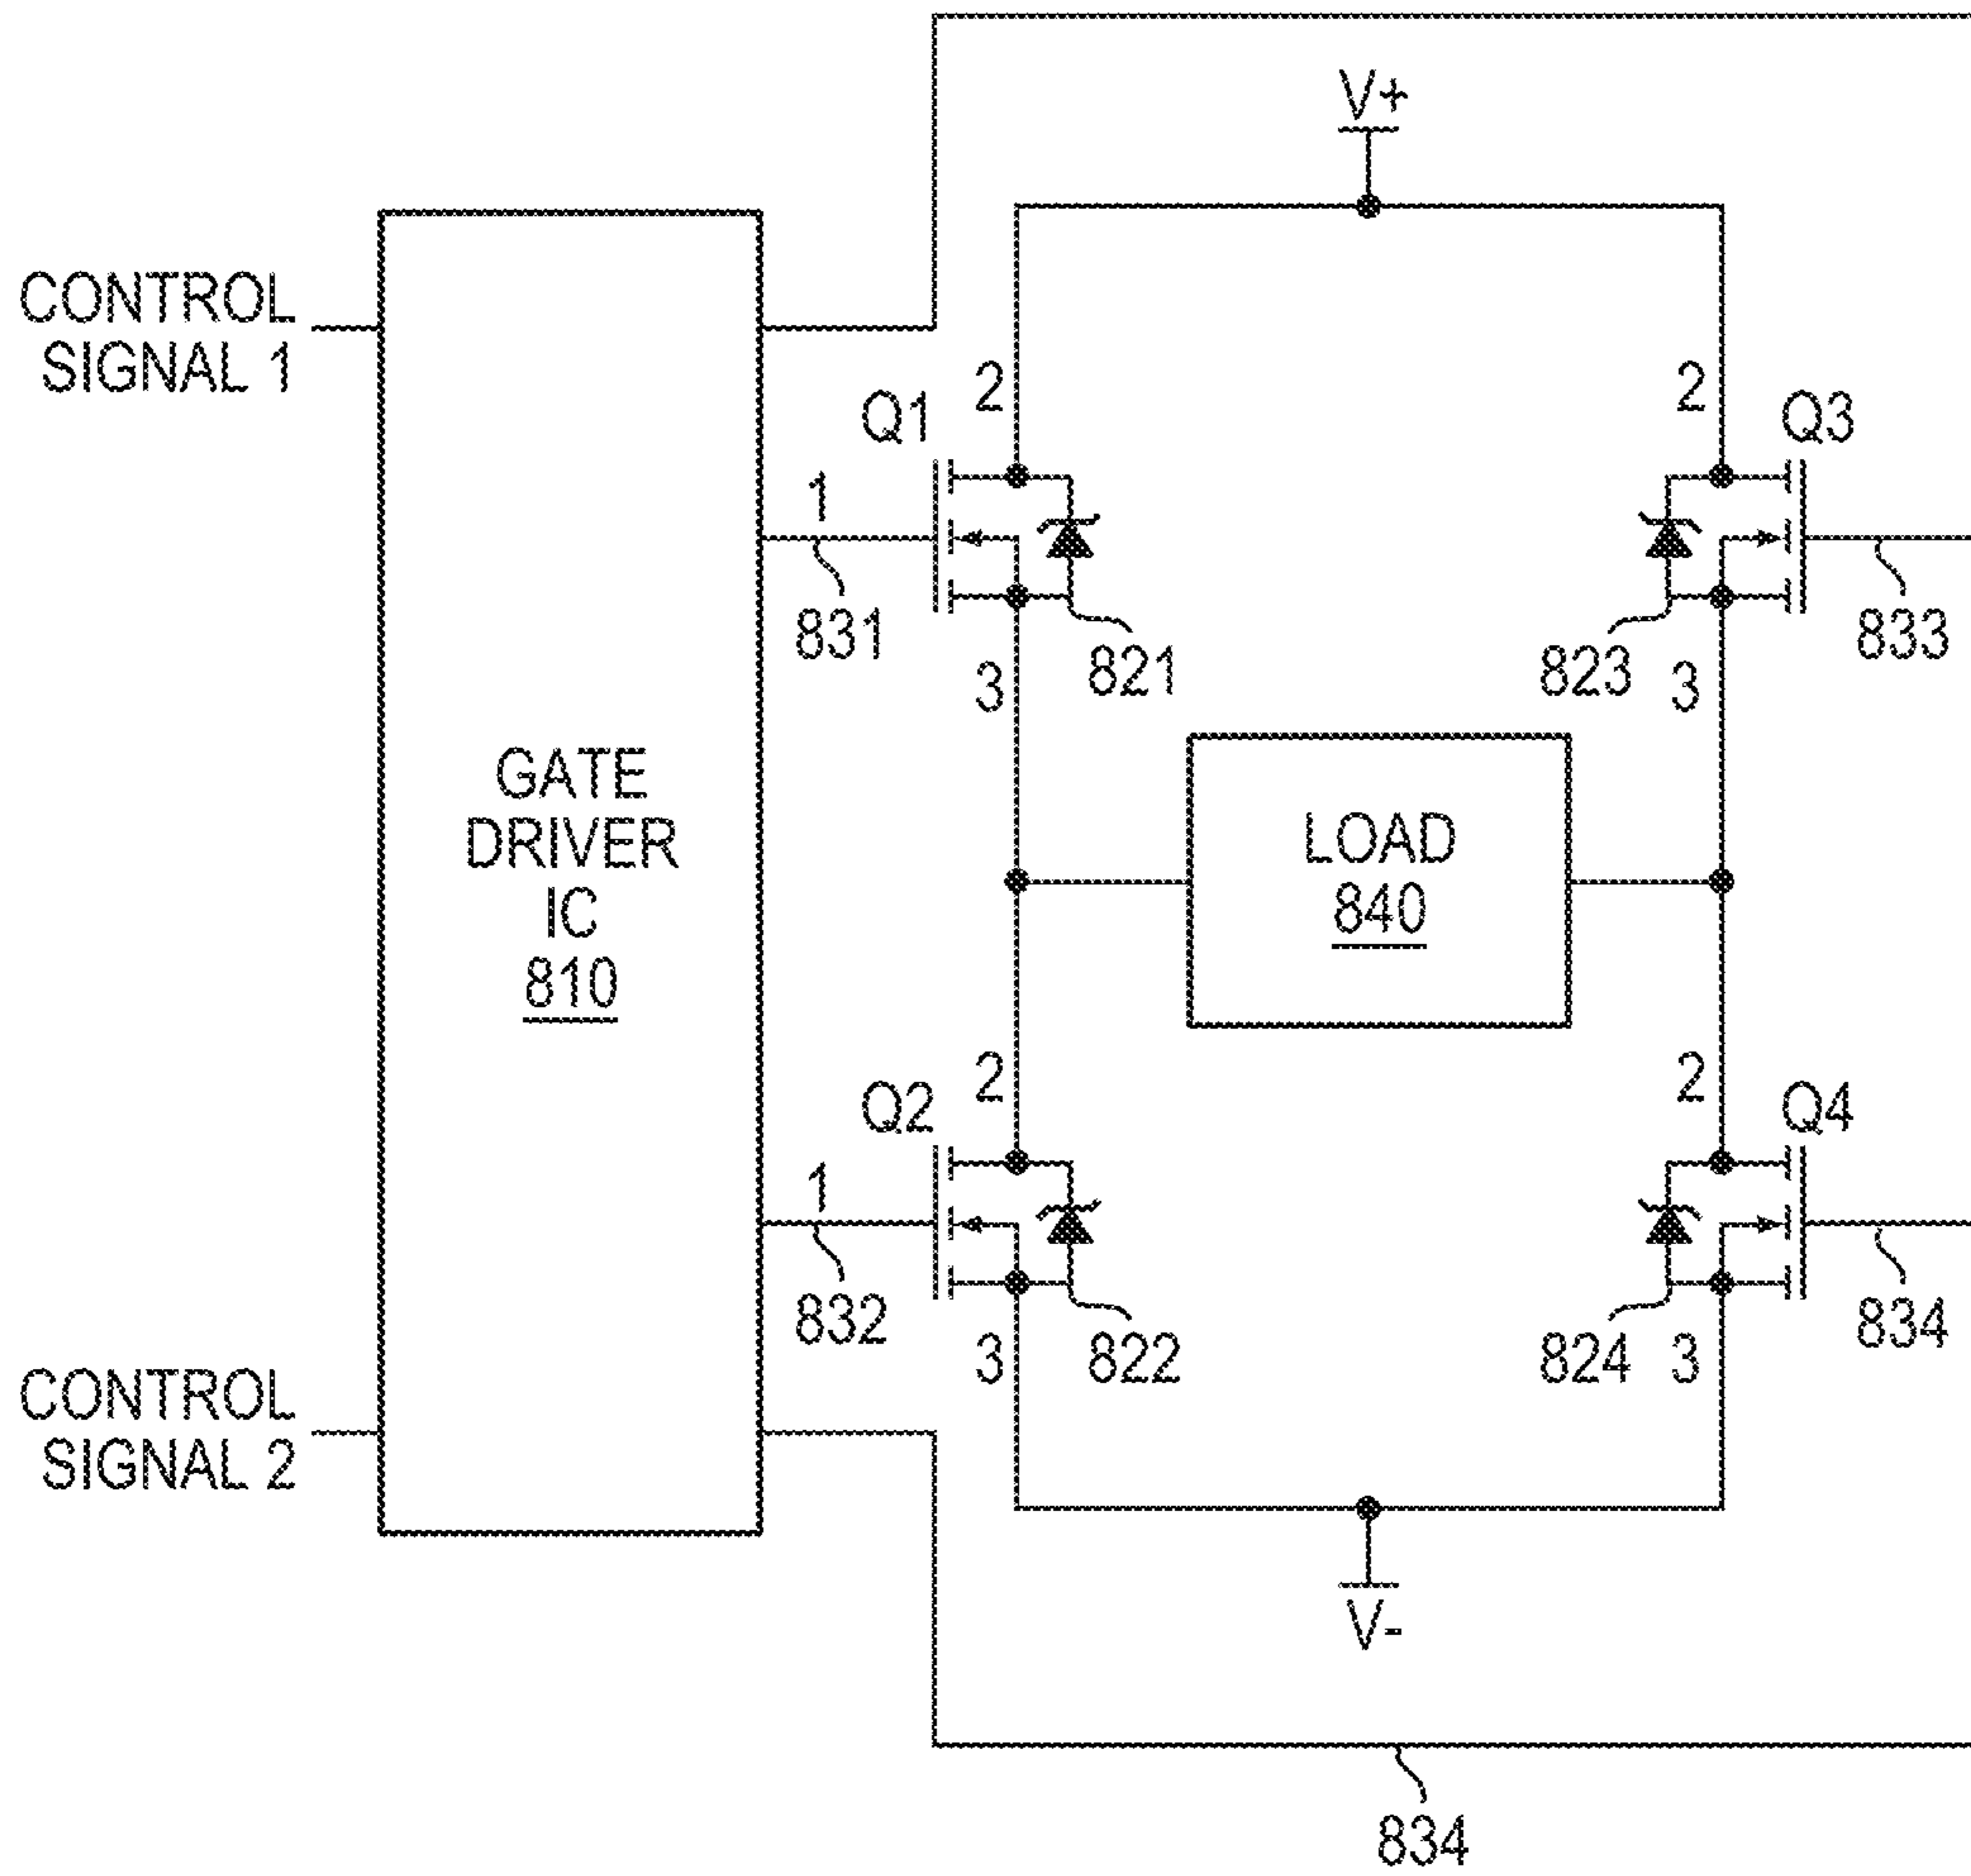 V+
CONTROL
SIGNAL 1
2
2
Q1
Q3
1
831
833
821
823
3
3
GATE
DRIVER
IC
810
LOAD
840
2
2
Q2
Q4
1
832
834
822
824
3
3
CONTROL
SIGNAL 2
V-
834